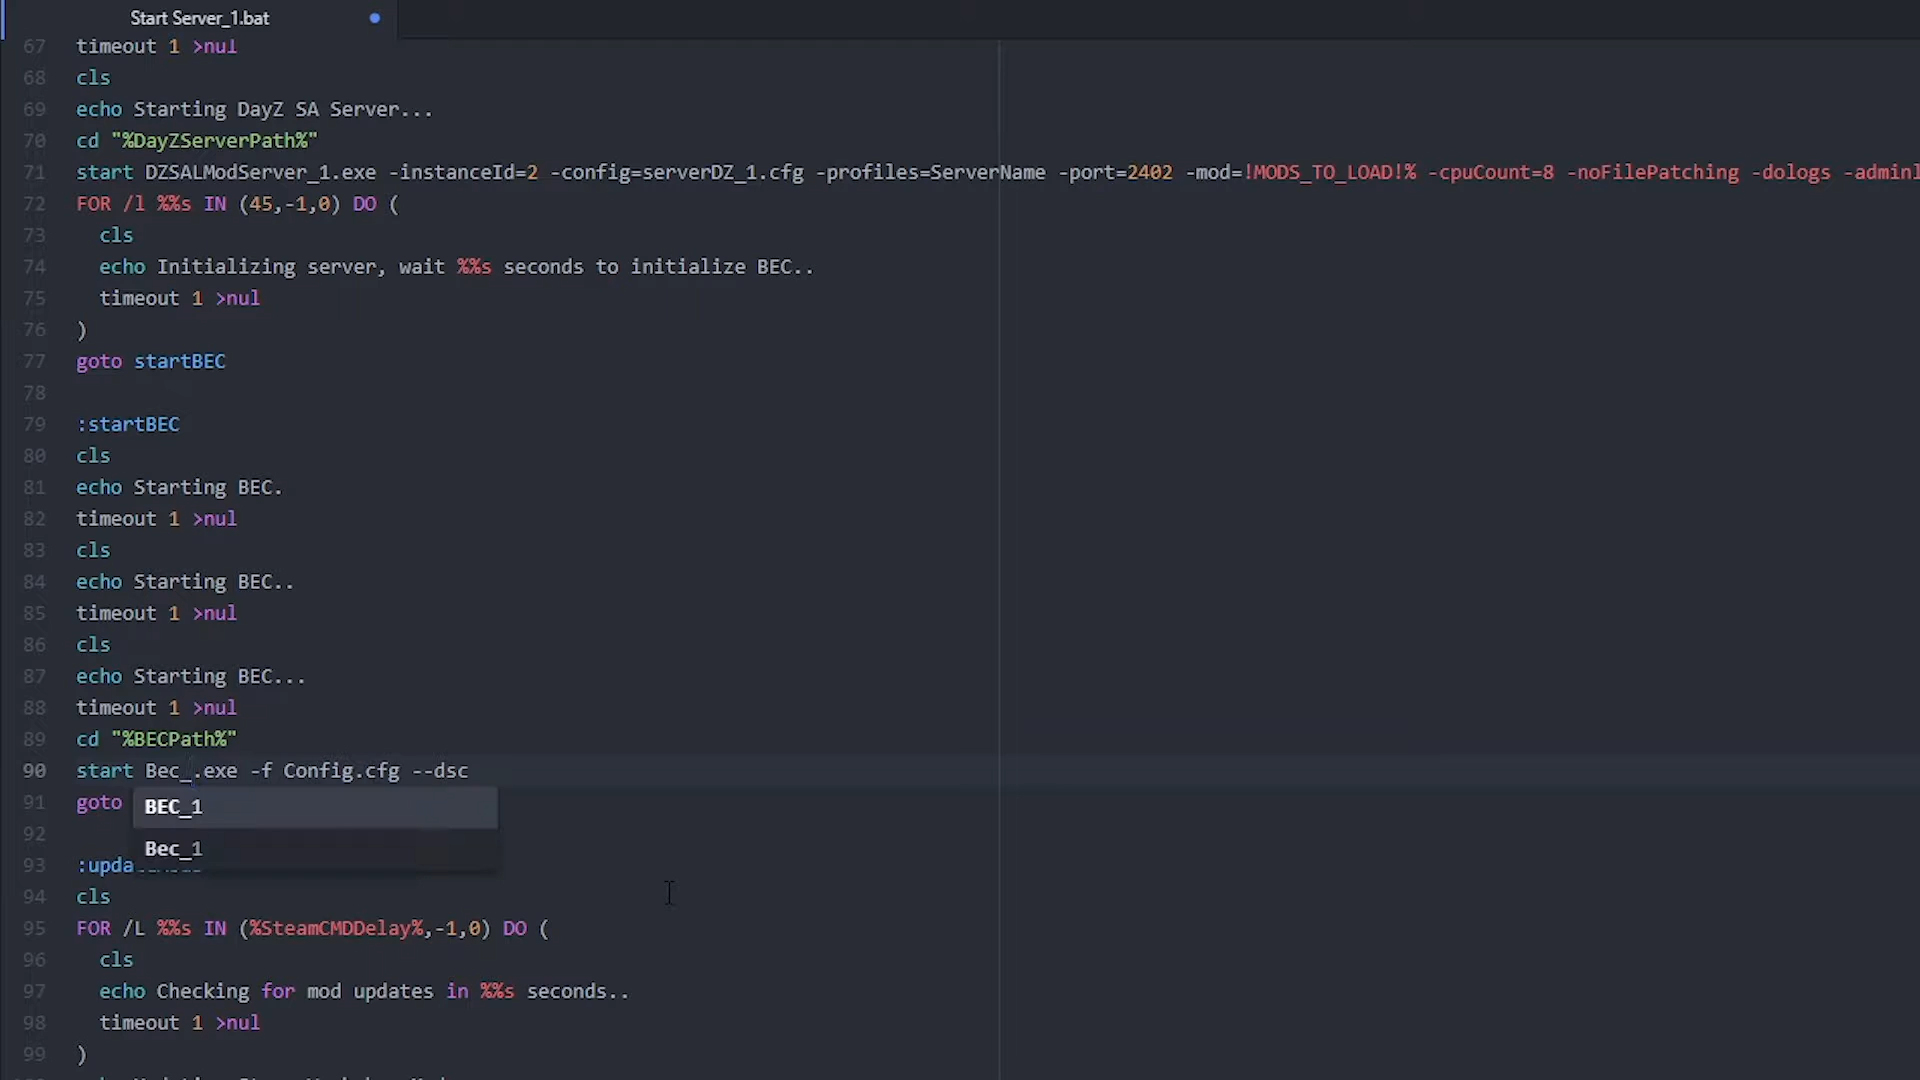 Start Server_1.bat
67 timeout 1 >nul
68 cls
69 echo Starting DayZ SA Server...
70 cd "%DayZServerPath%"
71 start DZSALModServer_1.exe -instanceId=2 -config=serverDZ_1.cfg -profiles=ServerName -port=2402 -mod=!MODS_TO_LOAD!% -cpuCount=8 -noFilePatching -dologs -adminl
72 FOR /l %%s IN (45,-1,0) DO (
73 cls
74 echo Initializing server, wait %%s seconds to initialize BEC..
75 timeout 1 >nul
76 )
77 goto startBEC
78
79 :startBEC
80 cls
81 echo Starting BEC.
82 timeout 1 >nul
83 cls
84 echo Starting BEC..
85 timeout 1 >nul
86 cls
87 echo Starting BEC...
88 timeout 1 >nul
89 cd "%BECPath%"
90 start Bec_.exe -f Config.cfg --dsc
91 goto
BEC_1
92
Bec_1
93 :upda
94 cls
95 FOR /L %%s IN (%SteamCMDDelay%,-1,0) DO (
96 cls
97 echo Checking for mod updates in %%s seconds..
98 timeout 1 >nul
99 )